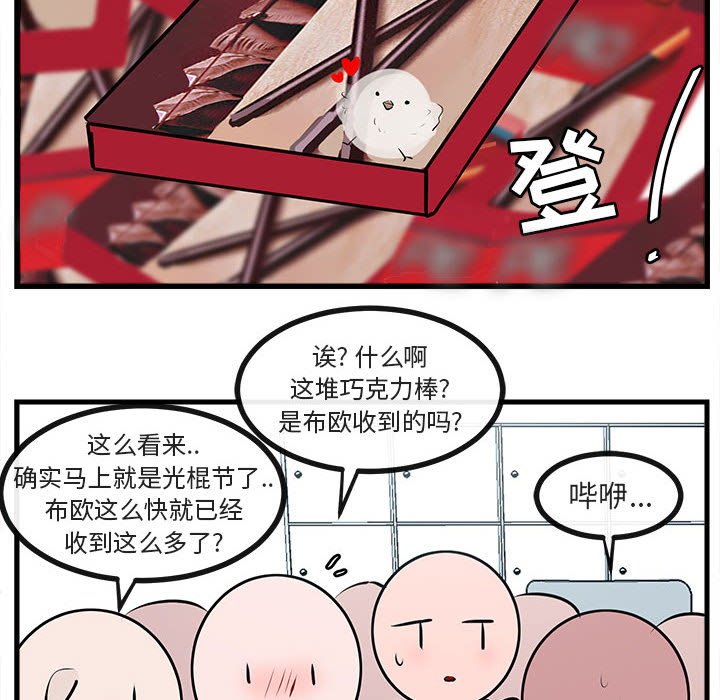 登!
诶? 什么啊
这堆巧克力棒?
是布欧收到的吗?
这么看来..
确实马上就是光棍节了..
布欧这么快就已经
收到这么多了?
哔咿...